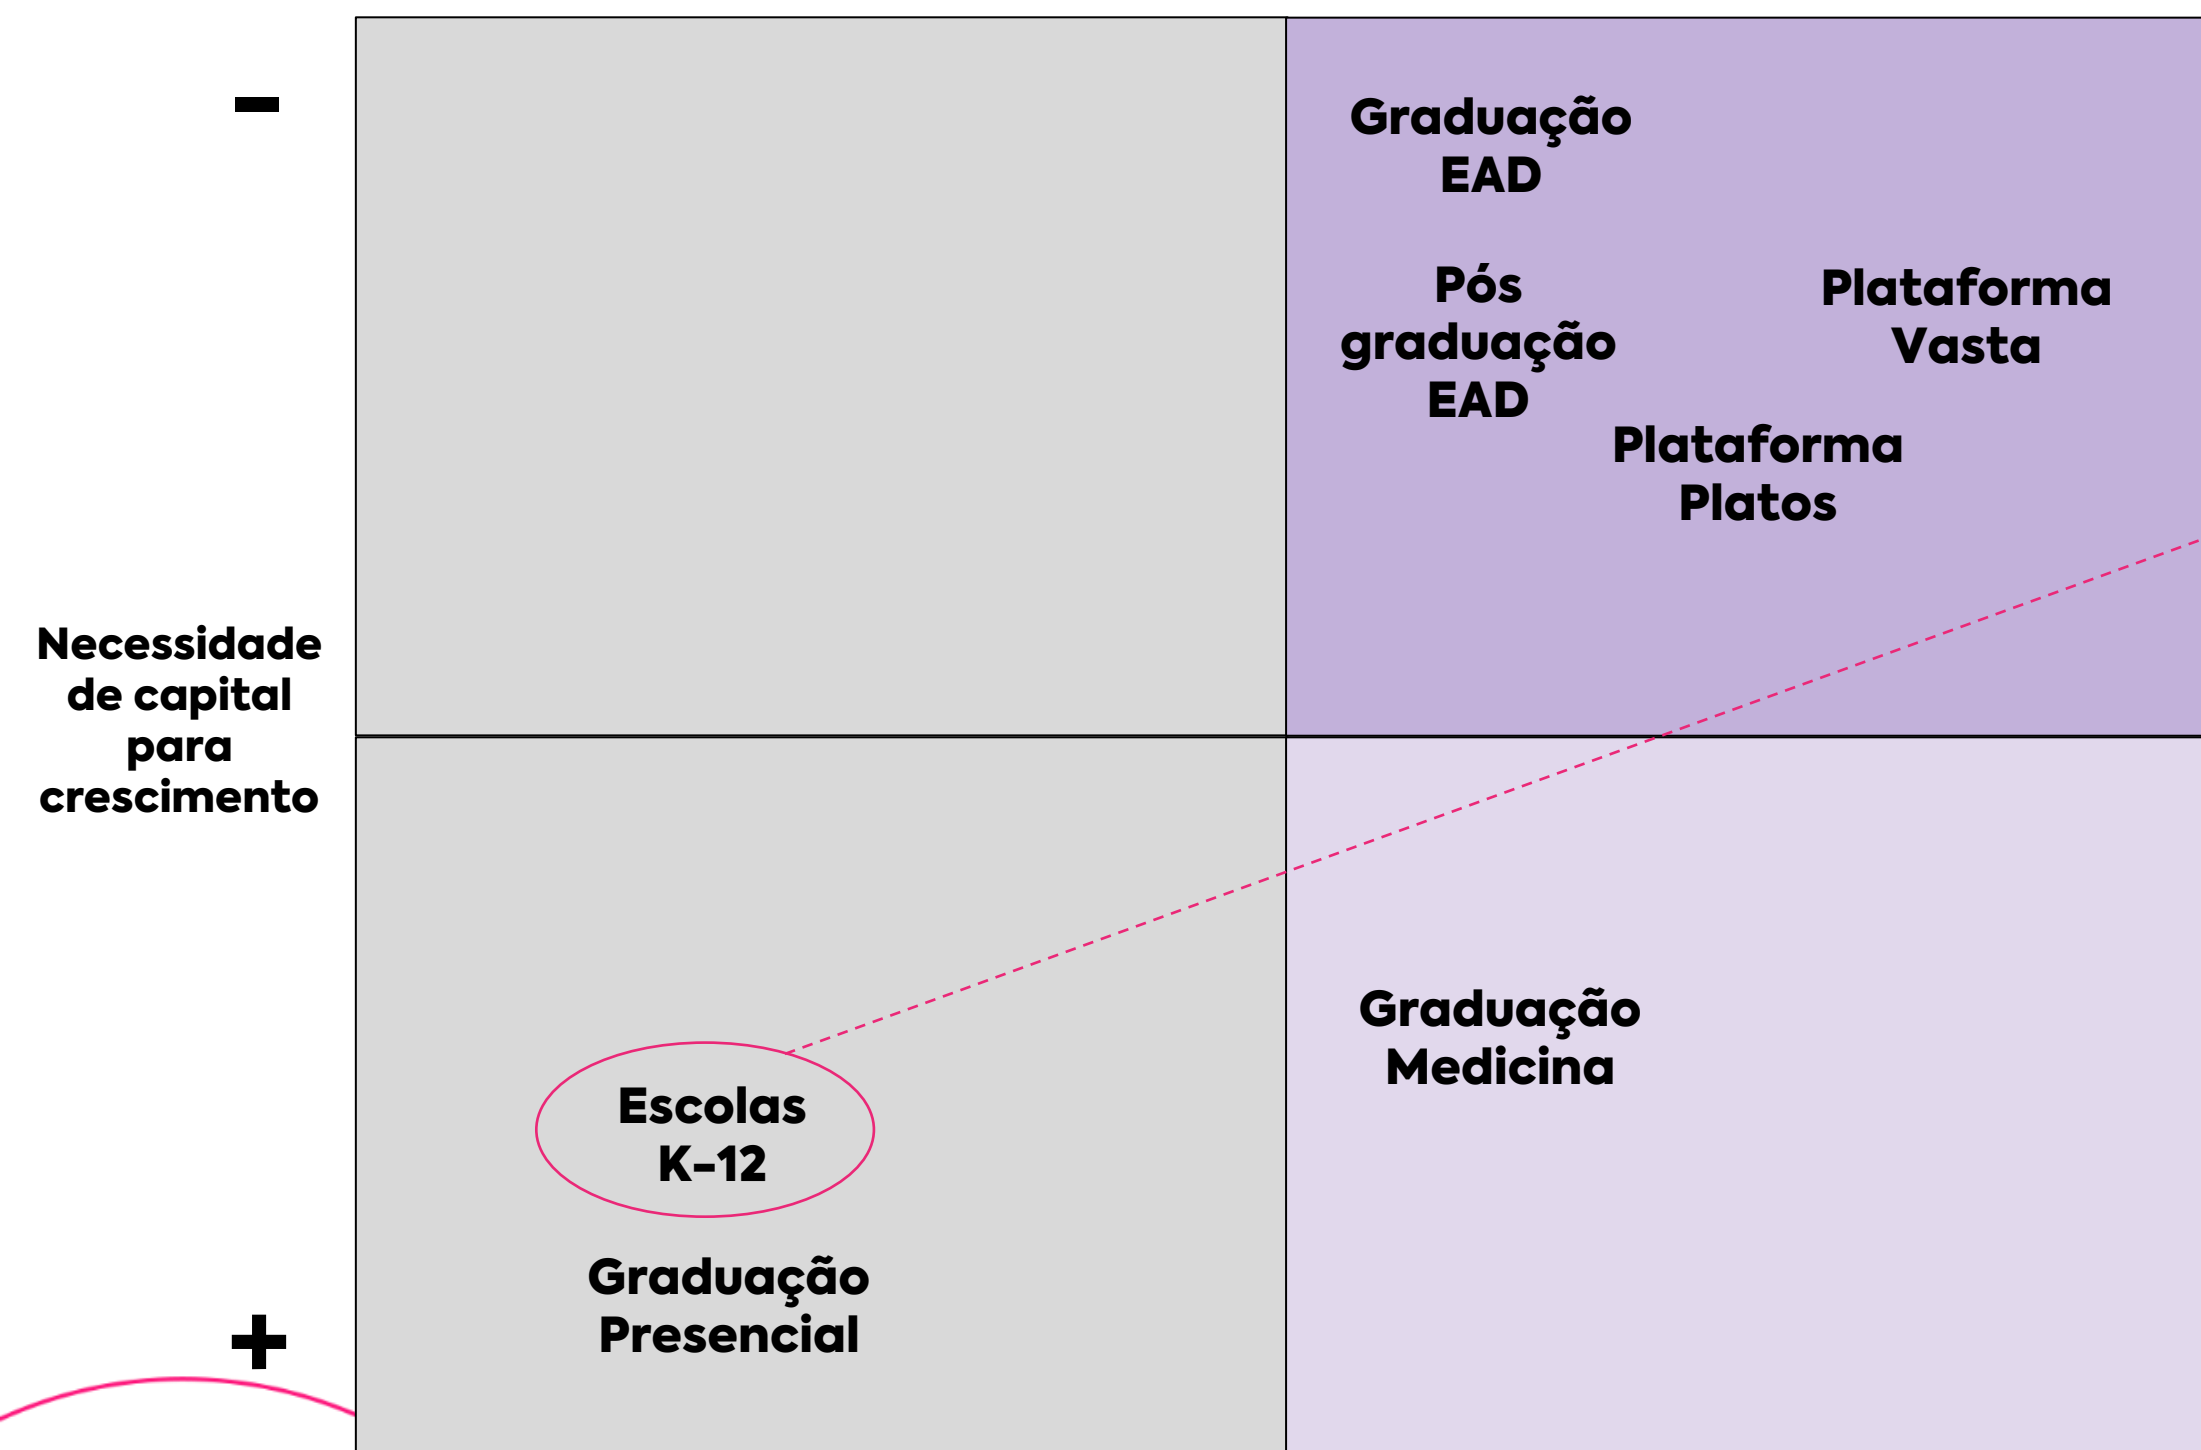 -
Graduação
EAD
Pós
graduação
EAD
Plataforma
Vasta
Plataforma
Platos
Necessidade
de capital
para
crescimento
Graduação
Medicina
Escolas
K-12
Graduação
Presencial
+